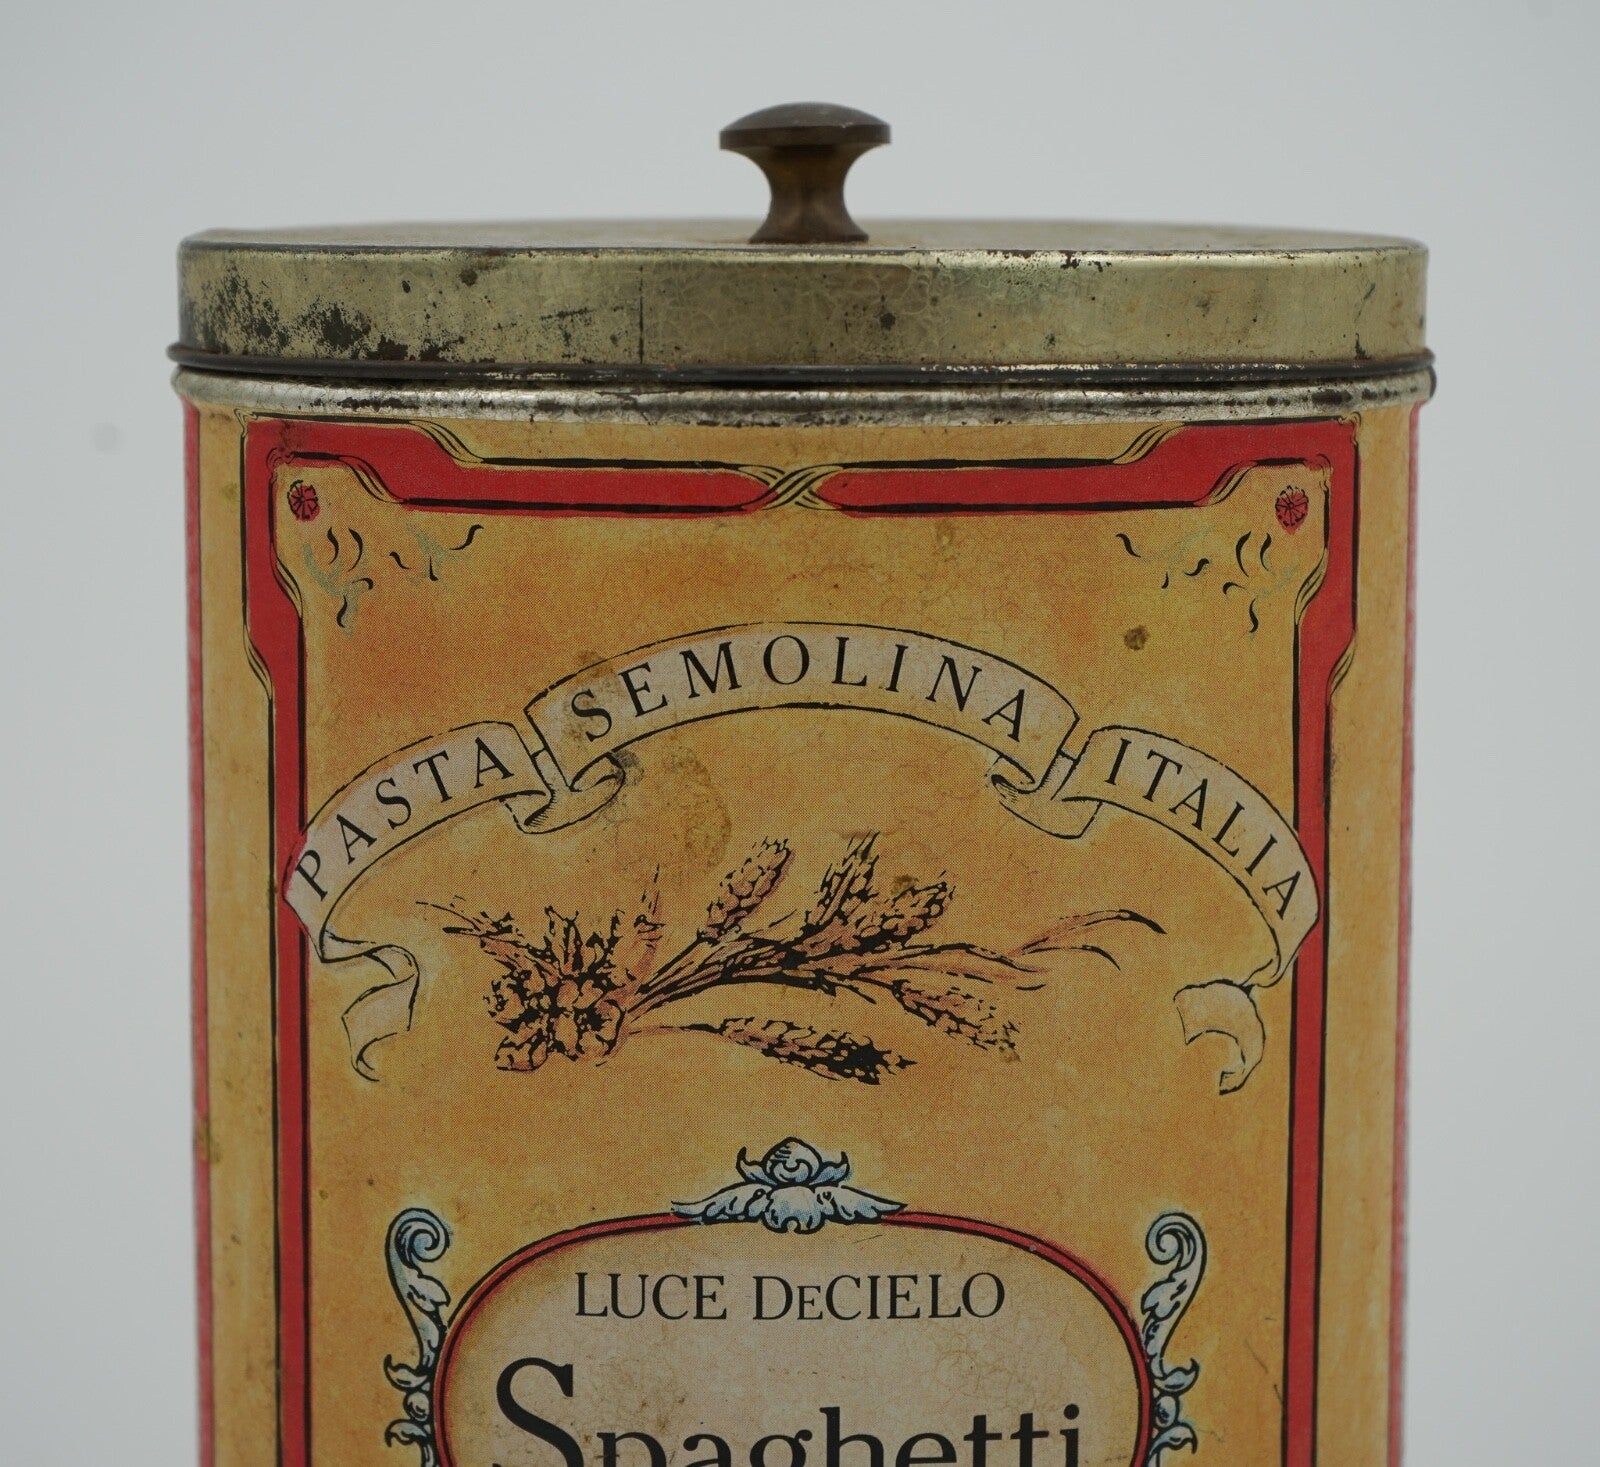 PASTA SEMOLINA ITALIA
LUCE DECIELO
Spaghetti